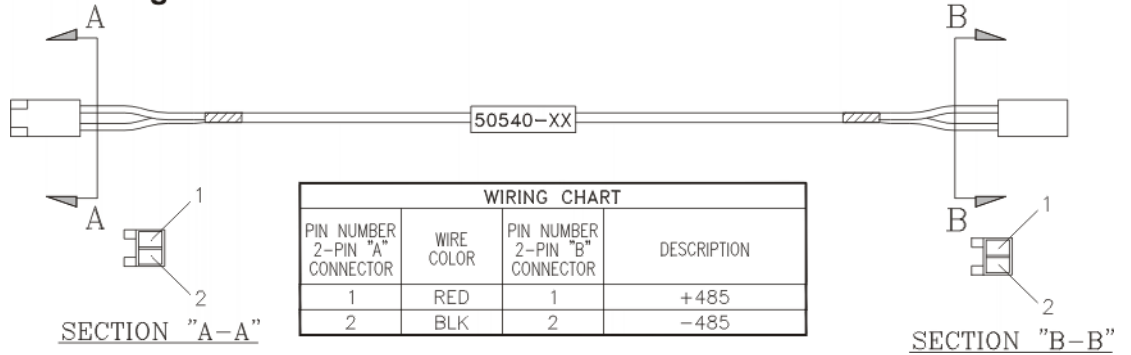 A
B
50540-XX
A
B
1
2
SECTION "A-A"
WIRING CHART
PIN NUMBER 2-PIN "A" CONNECTOR
WIRE COLOR
PIN NUMBER 2-PIN "B" CONNECTOR
DESCRIPTION
1 RED 1 +485
2 BLK 2 -485
1
2
SECTION "B-B"